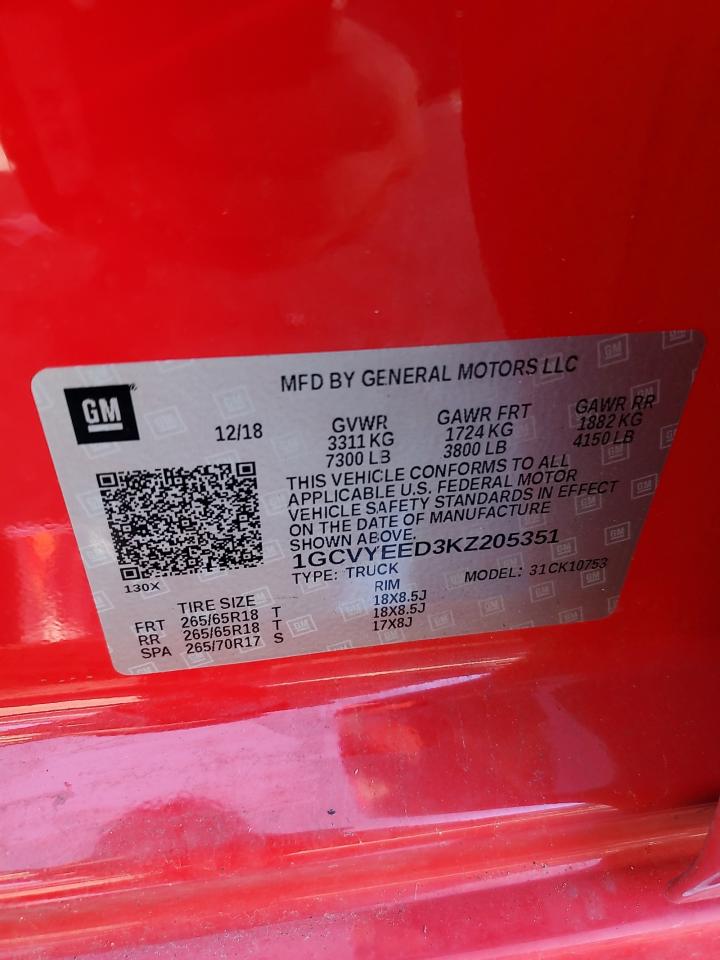 GM
MFD BY GENERAL MOTORS LLC
12/18
GVWR
3311 KG
7300 LB
GAWR FRT
1724 KG
3800 LB
GAWR RR
1882 KG
4150 LB
THIS VEHICLE CONFORMS TO ALL
APPLICABLE U.S. FEDERAL MOTOR
VEHICLE SAFETY STANDARDS IN EFFECT
ON THE DATE OF MANUFACTURE
SHOWN ABOVE.
1GCVYEED3KZ205351
TYPE: TRUCK
MODEL: 31CK10753
130X
TIRE SIZE RIM
FRT 265/65R18 T 18X8.5J
RR 265/65R18 T 18X8.5J
SPA 265/70R17 S 17X8J